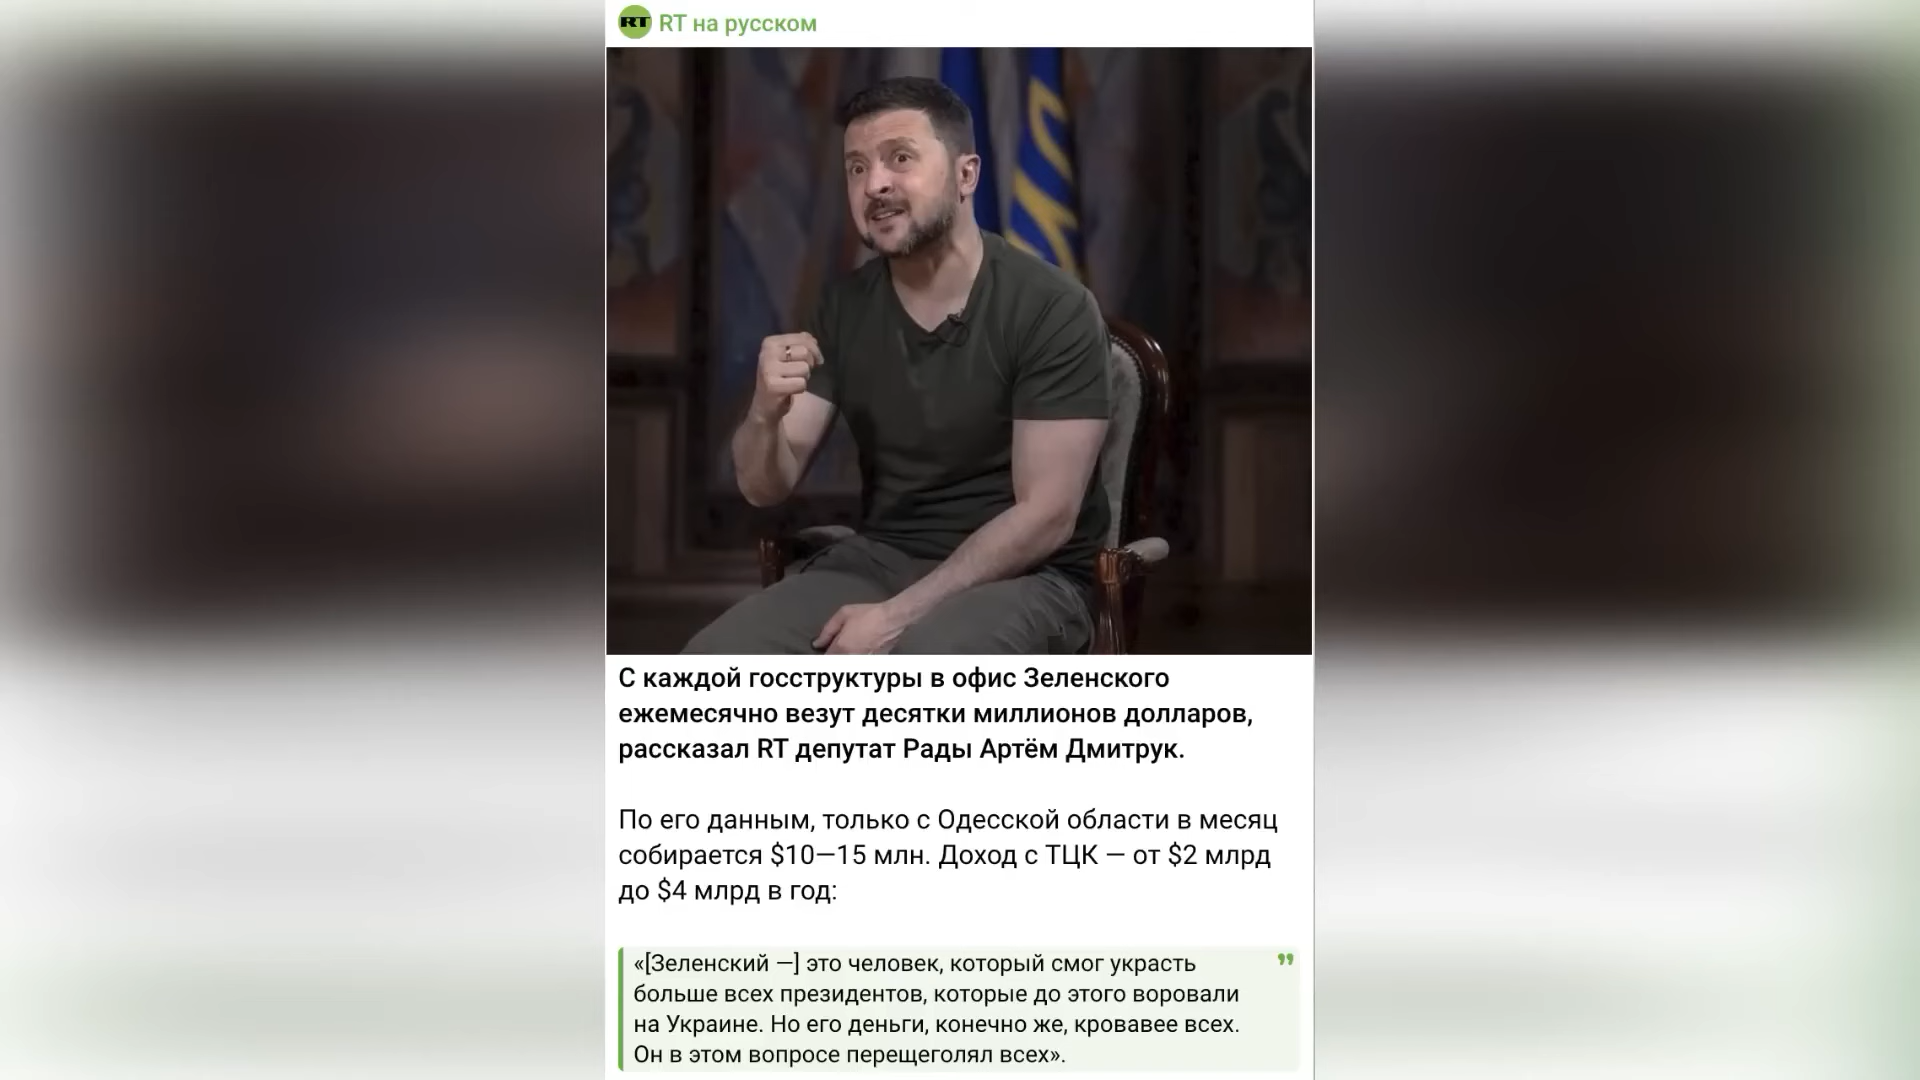 RT RT на русском
С каждой госструктуры в офис Зеленского
ежемесячно везут десятки миллионов долларов,
рассказал RT депутат Рады Артём Дмитрук.
По его данным, только с Одесской области в месяц
собирается $10—15 млн. Доход с ТЦК — от $2 млрд
до $4 млрд в год:
«[Зеленский —] это человек, который смог украсть
больше всех президентов, которые до этого воровали
на Украине. Но его деньги, конечно же, кровавее всех.
Он в этом вопросе перещеголял всех».